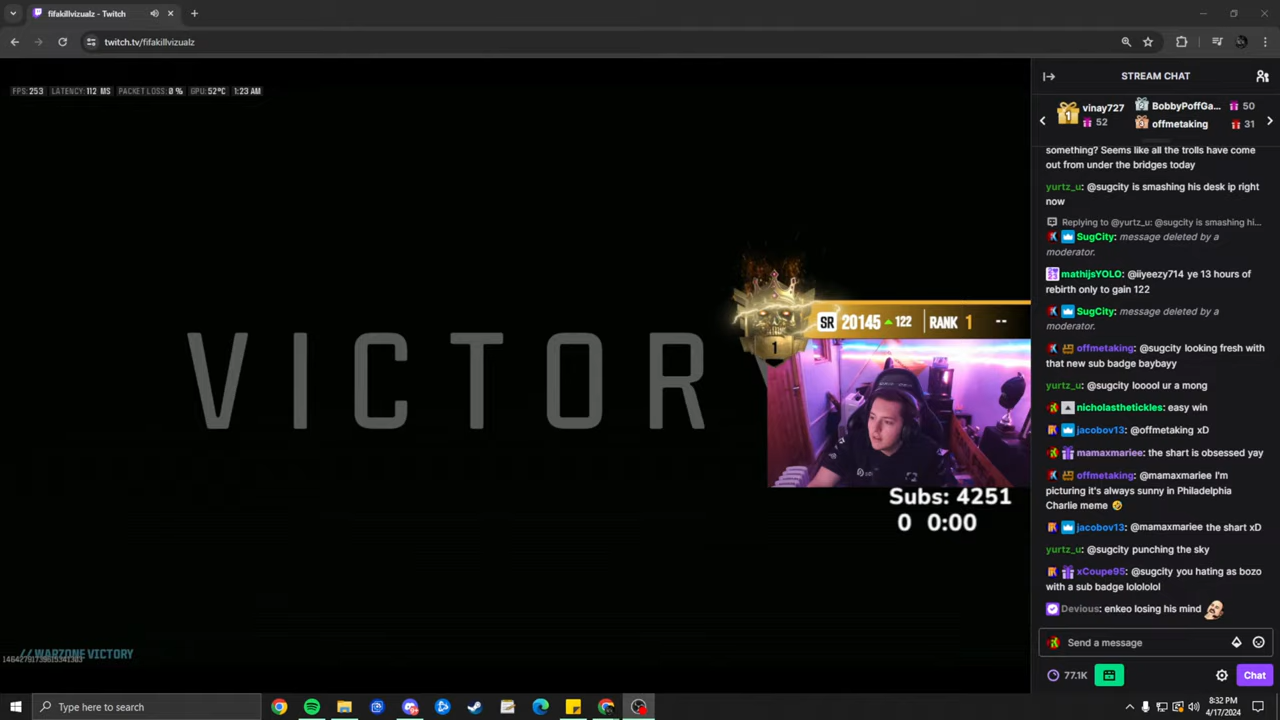 fifakillvizualz - Twitch
twitch.tv/fifakillvizualz
FPS: 253 LATENCY: 112 MS PACKET LOSS: 0 % GPU: 52°C 1:23 AM
VICTORY
SR 20145 122 RANK 1 --
1
Subs: 4251
0 0:00
// WARZONE VICTORY
STREAM CHAT
1 vinay727
52
2 BobbyPoffGa... 50
3 offmetaking 31
something? Seems like all the trolls have come
out from under the bridges today
yurtz_u: @sugcity is smashing his desk ip right
now
Replying to @yurtz_u: @sugcity is smashing hi...
SugCity: message deleted by a
moderator.
mathijsYOLO: @iiyeezy714 ye 13 hours of
rebirth only to gain 122
SugCity: message deleted by a
moderator.
offmetaking: @sugcity looking fresh with
that new sub badge baybayy
yurtz_u: @sugcity looool ur a mong
nicholasthetickles: easy win
jacobov13: @offmetaking xD
mamaxmariee: the shart is obsessed yay
offmetaking: @mamaxmariee I'm
picturing it's always sunny in Philadelphia
Charlie meme
jacobov13: @mamaxmariee the shart xD
yurtz_u: @sugcity punching the sky
xCoupe95: @sugcity you hating as bozo
with a sub badge lolololol
Devious: enkeo losing his mind
Send a message
77.1K
Chat
Type here to search
8:32 PM
4/17/2024